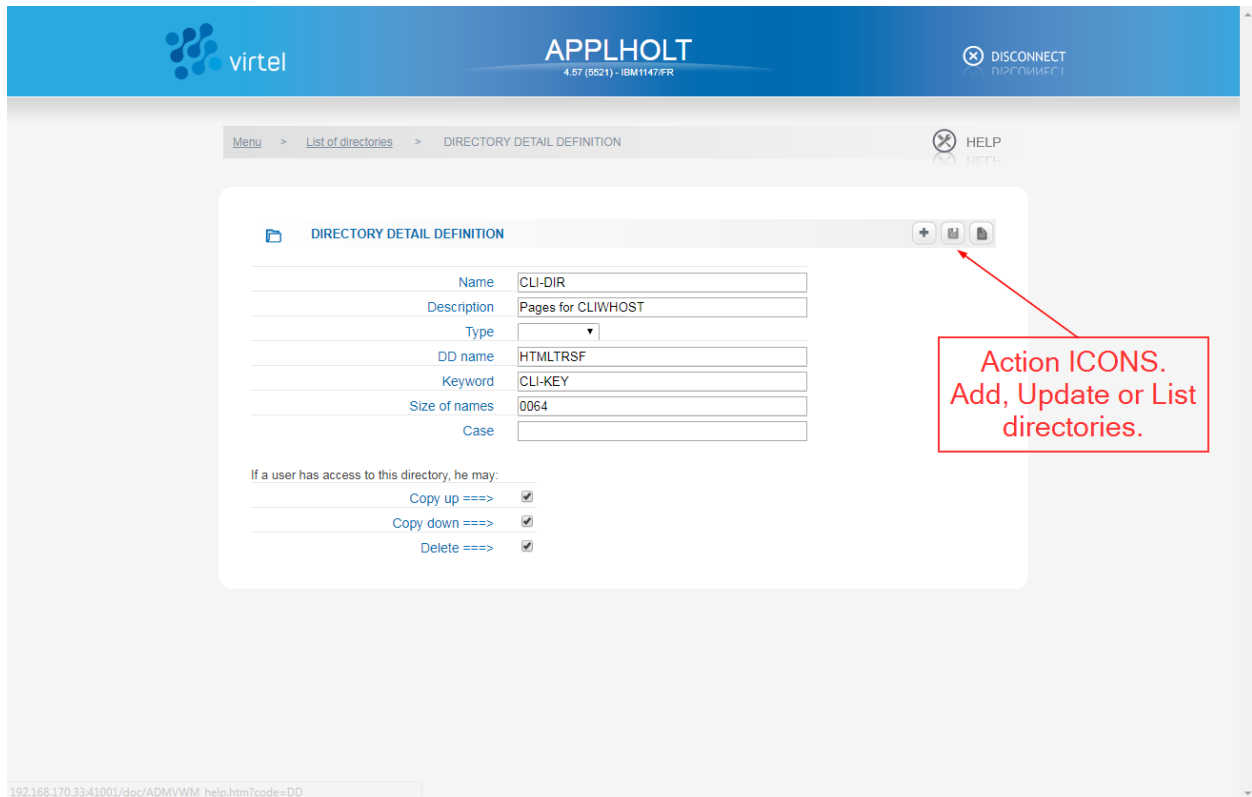 virtel
APPLHOLT
4.57 (5521) - IBM1147/FR
DISCONNECT
Menu > List of directories > DIRECTORY DETAIL DEFINITION
HELP
DIRECTORY DETAIL DEFINITION
Name CLI-DIR
Description Pages for CLIWHOST
Type
DD name HTMLTRSF
Keyword CLI-KEY
Size of names 0064
Case
Action ICONS.
Add, Update or List
directories.
If a user has access to this directory, he may:
Copy up ===>
Copy down ===>
Delete ===>
192.168.170.33:41001/doc/ADMVWM_help.htm?code=DD